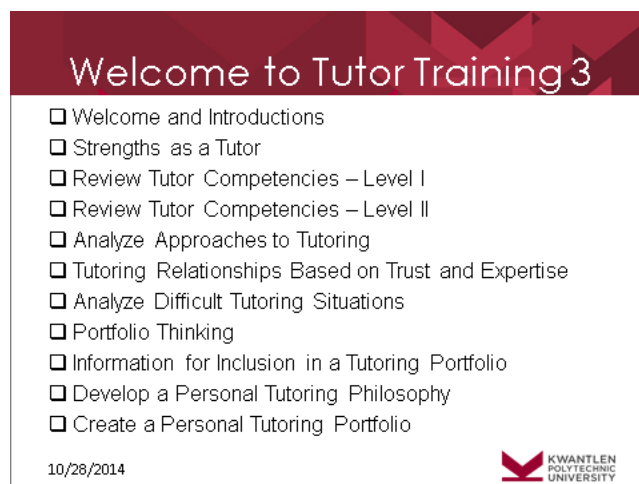 Welcome to Tutor Training 3
❑ Welcome and Introductions
❑ Strengths as a Tutor
❑ Review Tutor Competencies – Level I
❑ Review Tutor Competencies – Level II
❑ Analyze Approaches to Tutoring
❑ Tutoring Relationships Based on Trust and Expertise
❑ Analyze Difficult Tutoring Situations
❑ Portfolio Thinking
❑ Information for Inclusion in a Tutoring Portfolio
❑ Develop a Personal Tutoring Philosophy
❑ Create a Personal Tutoring Portfolio
10/28/2014
KWANTLEN
POLYTECHNIC
UNIVERSITY